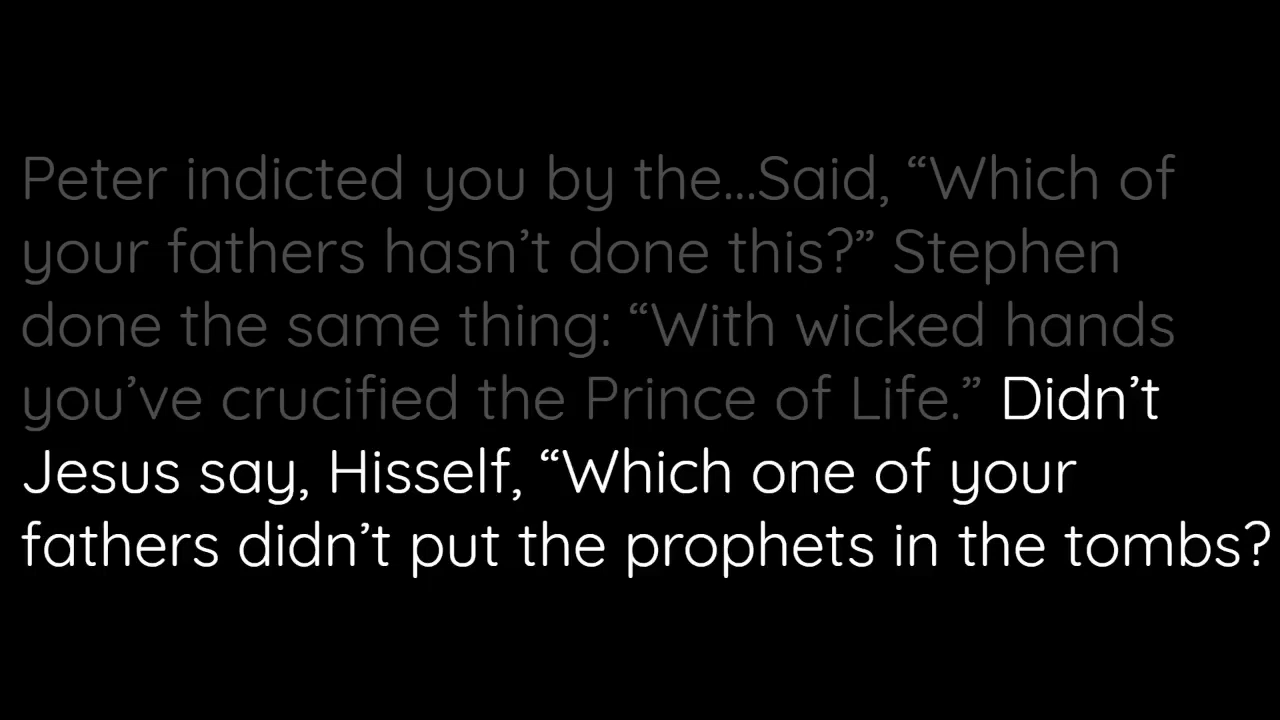 Peter indicted you by the...Said, “Which of
your fathers hasn’t done this?” Stephen
done the same thing: “With wicked hands
you’ve crucified the Prince of Life.” Didn’t
Jesus say, Hisself, “Which one of your
fathers didn’t put the prophets in the tombs?